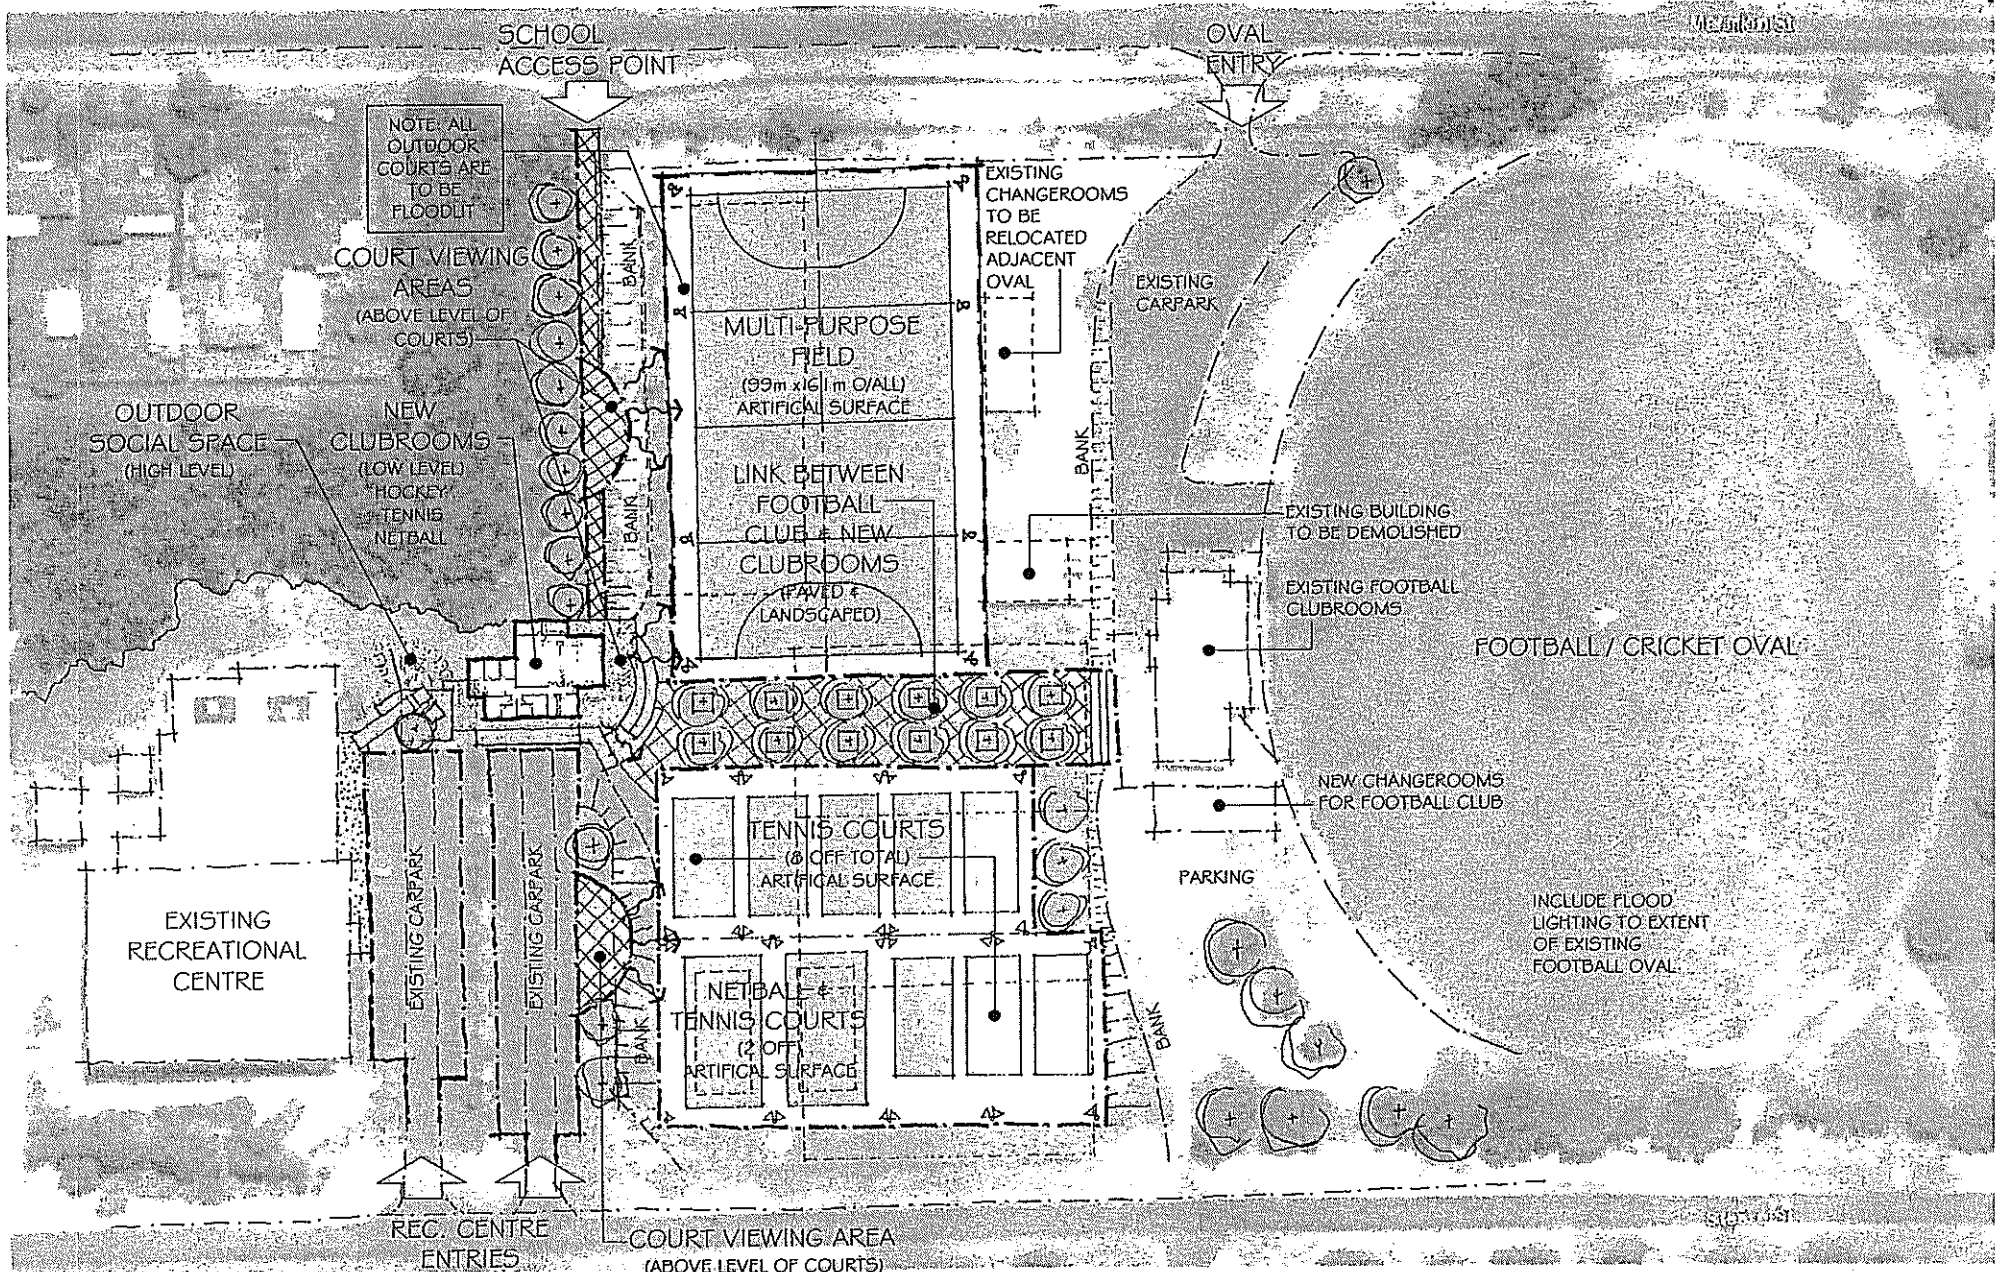 SCHOOL
ACCESS POINT
OVAL
ENTRY
NOTE: ALL
OUTDOOR
COURTS ARE
TO BE
FLOODLIT
COURT VIEWING
AREAS
(ABOVE LEVEL OF
COURTS)
BANK
EXISTING
CHANGEROOMS
TO BE
RELOCATED
ADJACENT
OVAL
EXISTING
CARPARK
MULTI-PURPOSE
FIELD
ARTIFICAL SURFACE
OUTDOOR
SOCIAL SPACE
(HIGH LEVEL)
NEW
CLUBROOMS
(LOW LEVEL)
HOCKEY
TENNIS
NETBALL
BANK
LINK BETWEEN
FOOTBALL
CLUB & NEW
CLUBROOMS
(PAVED &
LANDSCAPED)
BANK
EXISTING BUILDING
TO BE DEMOLISHED
EXISTING FOOTBALL
CLUBROOMS
FOOTBALL / CRICKET OVAL
NEW CHANGEROOMS
FOR FOOTBALL CLUB
TENNIS COURTS
(8 OFF TOTAL)
ARTIFICAL SURFACE
PARKING
EXISTING CARPARK
EXISTING CARPARK
EXISTING
RECREATIONAL
CENTRE
INCLUDE FLOOD
LIGHTING TO EXTENT
OF EXISTING
FOOTBALL OVAL
NETBALL &
TENNIS COURTS
(2 OFF)
ARTIFICAL SURFACE
BANK
BANK
REC. CENTRE
ENTRIES
COURT VIEWING AREA
(ABOVE LEVEL OF COURTS)